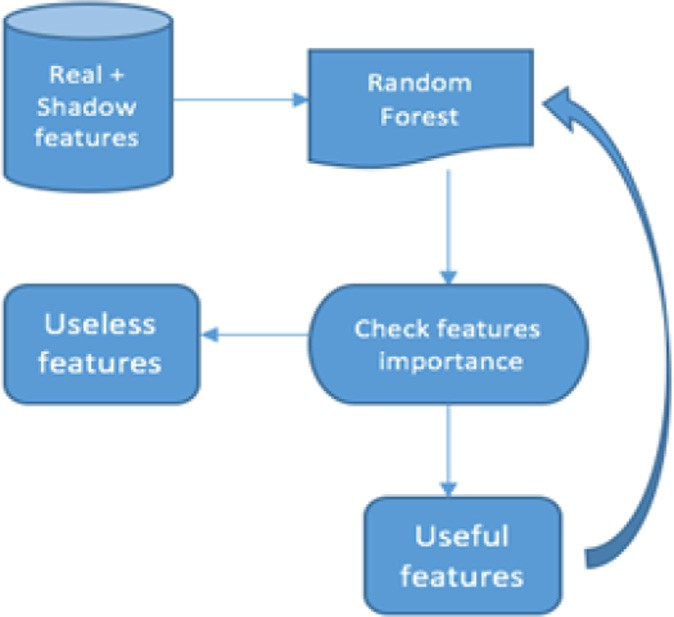 Real +
Shadow
features
Random
Forest
Useless
features
Check features
importance
Useful
features